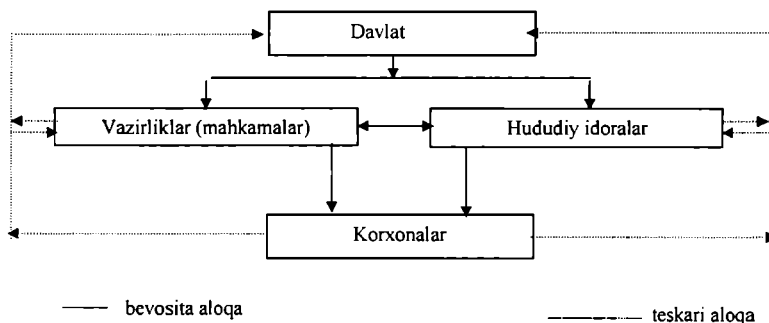 Davlat
Vazirliklar (mahkamalar)
Hududiy idoralar
Korxonalar
bevosita aloqa
teskari aloqa